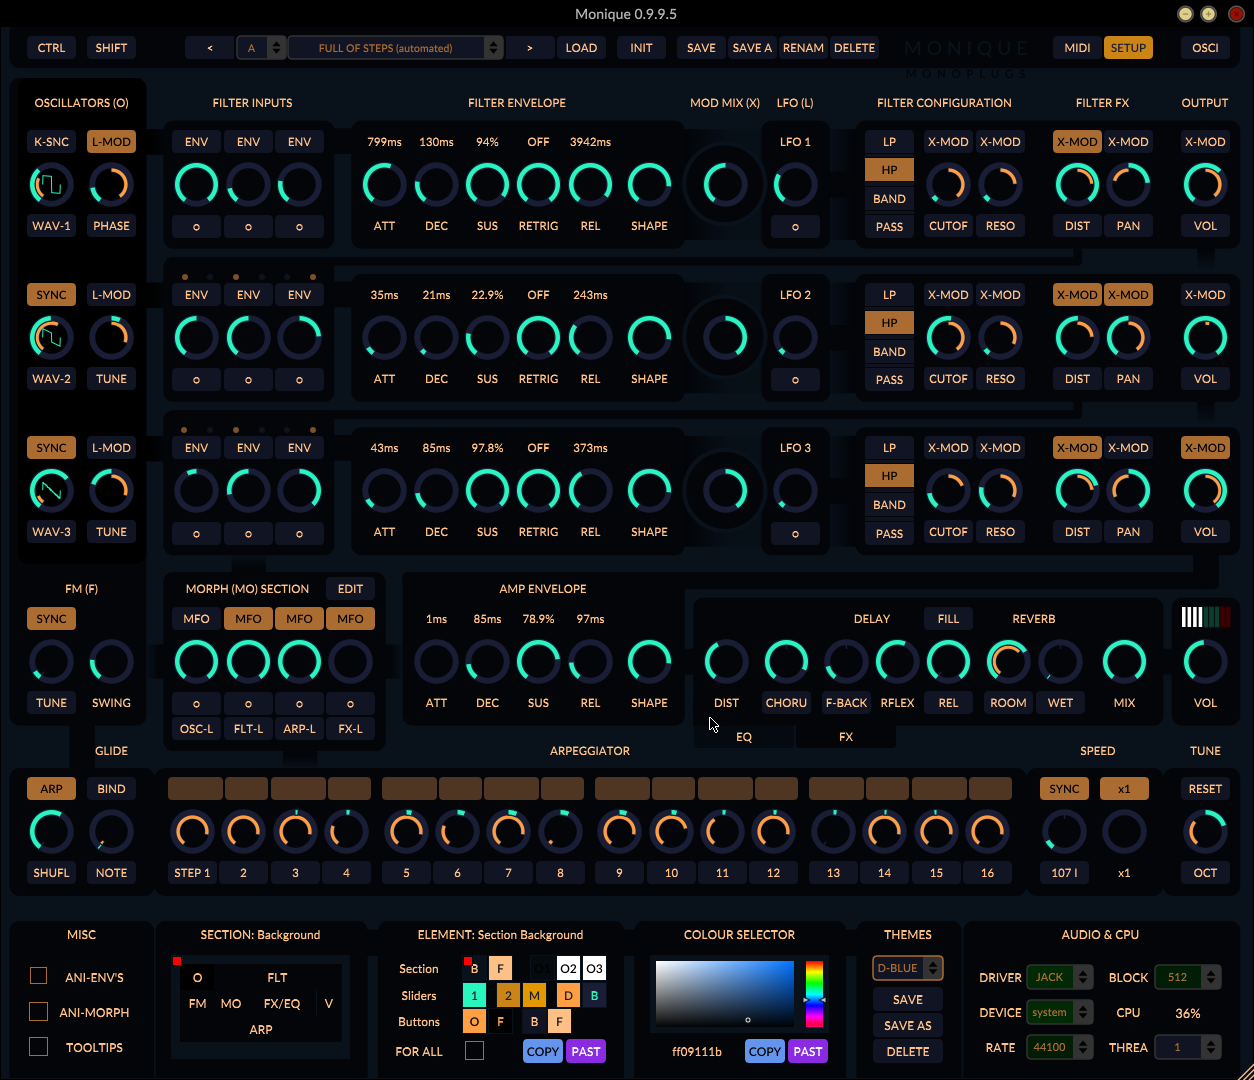 Monique 0.9.9.5
CTRL SHIFT < A FULL OF STEPS (automated) > LOAD INIT SAVE SAVE A RENAM DELETE MONIQUE MIDI SETUP OSCI
MONOPLUGS
OSCILLATORS (O) FILTER INPUTS FILTER ENVELOPE MOD MIX (X) LFO (L) FILTER CONFIGURATION FILTER FX OUTPUT
K-SNC L-MOD ENV ENV ENV 799ms 130ms 94% OFF 3942ms LFO 1 LP X-MOD X-MOD X-MOD X-MOD X-MOD
HP
BAND
WAV-1 PHASE o o o ATT DEC SUS RETRIG REL SHAPE o PASS CUTOF RESO DIST PAN VOL
SYNC L-MOD ENV ENV ENV 35ms 21ms 22.9% OFF 243ms LFO 2 LP X-MOD X-MOD X-MOD X-MOD X-MOD
HP
BAND
WAV-2 TUNE o o o ATT DEC SUS RETRIG REL SHAPE o PASS CUTOF RESO DIST PAN VOL
SYNC L-MOD ENV ENV ENV 43ms 85ms 97.8% OFF 373ms LFO 3 LP X-MOD X-MOD X-MOD X-MOD X-MOD
HP
BAND
WAV-3 TUNE o o o ATT DEC SUS RETRIG REL SHAPE o PASS CUTOF RESO DIST PAN VOL
FM (F) MORPH (MO) SECTION EDIT AMP ENVELOPE
SYNC MFO MFO MFO MFO 1ms 85ms 78.9% 97ms DELAY FILL REVERB
TUNE SWING o o o o ATT DEC SUS REL SHAPE DIST CHORU F-BACK RFLEX REL ROOM WET MIX VOL
OSC-L FLT-L ARP-L FX-L EQ FX
GLIDE ARPEGGIATOR SPEED TUNE
ARP BIND SYNC x1 RESET
SHUFL NOTE STEP 1 2 3 4 5 6 7 8 9 10 11 12 13 14 15 16 107 l x1 OCT
MISC SECTION: Background ELEMENT: Section Background COLOUR SELECTOR THEMES AUDIO & CPU
ANI-ENV'S O FLT Section B F O2 O3 D-BLUE DRIVER JACK BLOCK 512
FM MO FX/EQ V Sliders 1 2 M D B SAVE
ANI-MORPH ARP Buttons O F B F SAVE AS DEVICE system CPU 36%
TOOLTIPS FOR ALL COPY PAST ff09111b COPY PAST DELETE RATE 44100 THREA 1